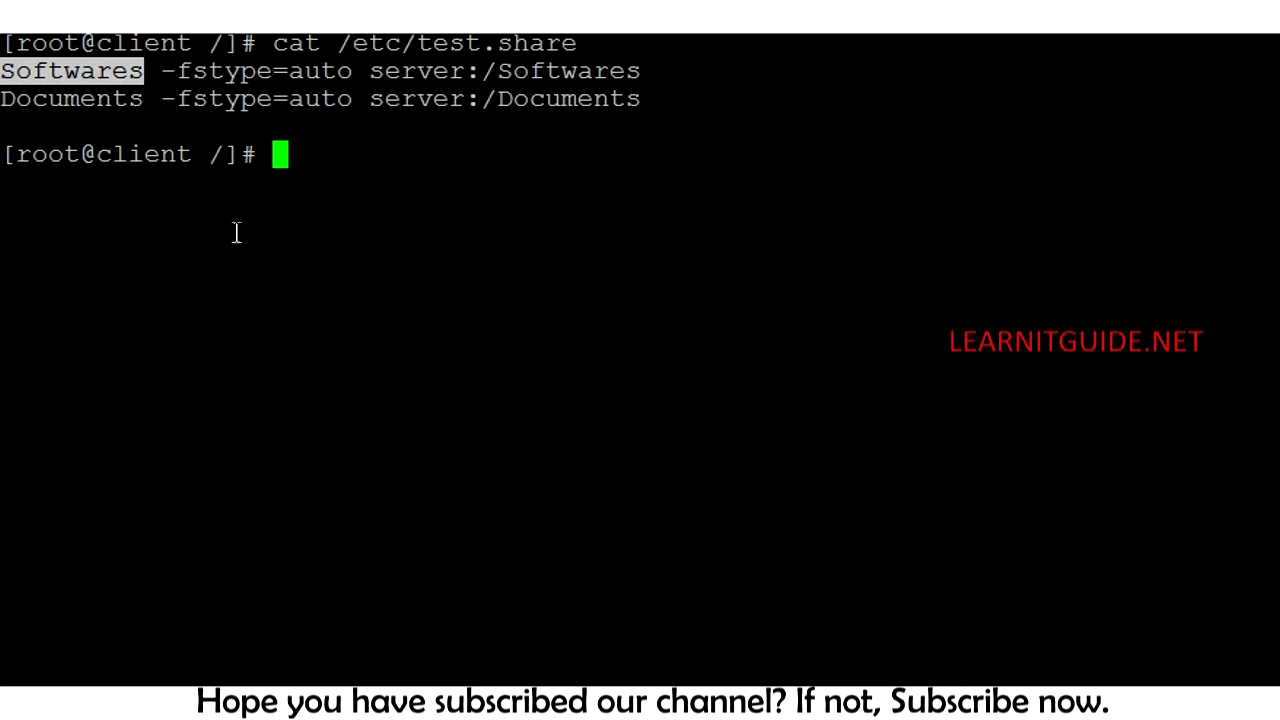 [root@client /]# cat /etc/test.share
Softwares -fstype=auto server:/Softwares
Documents -fstype=auto server:/Documents
[root@client /]#
LEARNITGUIDE.NET
Hope you have subscribed our channel? If not, Subscribe now.